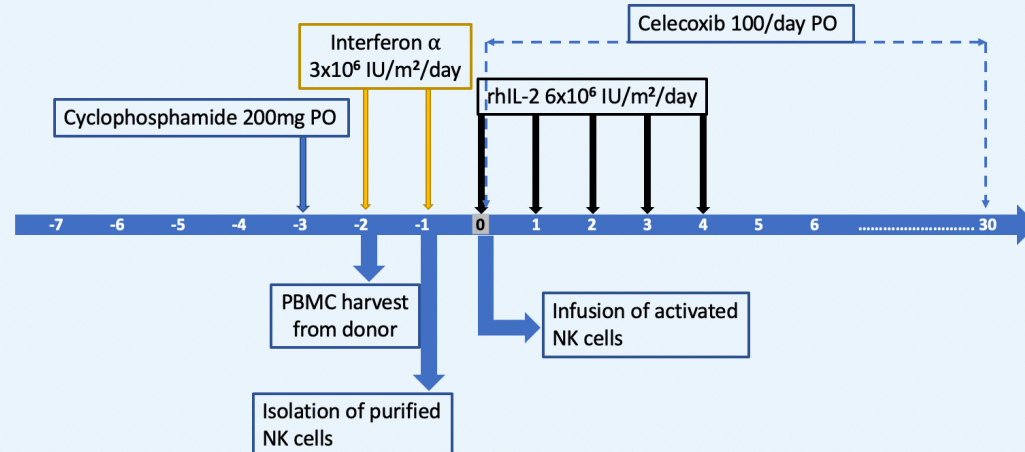 Celecoxib 100/day PO
Interferon α
3x10⁶ IU/m²/day
rhIL-2 6x10⁶ IU/m²/day
Cyclophosphamide 200mg PO
-7 -6 -5 -4 -3 -2 -1 0 1 2 3 4 5 6 ............................ 30
PBMC harvest
from donor
Infusion of activated
NK cells
Isolation of purified
NK cells